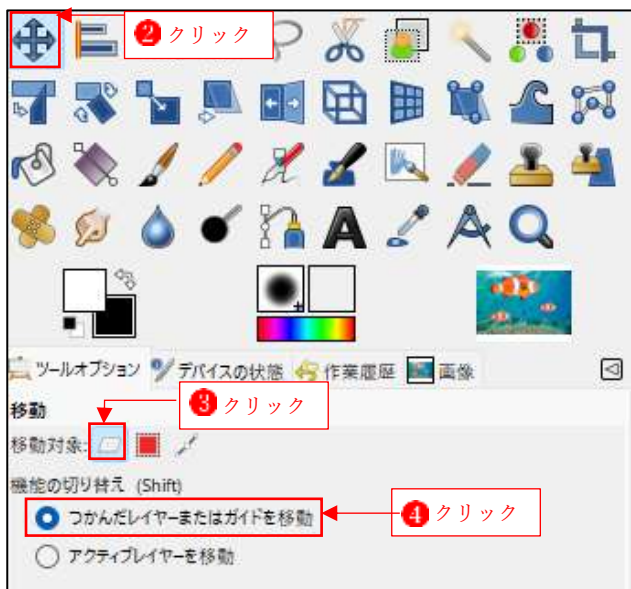 ❷クリック
ツールオプション デバイスの状態 作業履歴 画像
❸クリック
移動
移動対象:
機能の切り替え (Shift)
つかんだレイヤーまたはガイドを移動
❹クリック
アクティブレイヤーを移動